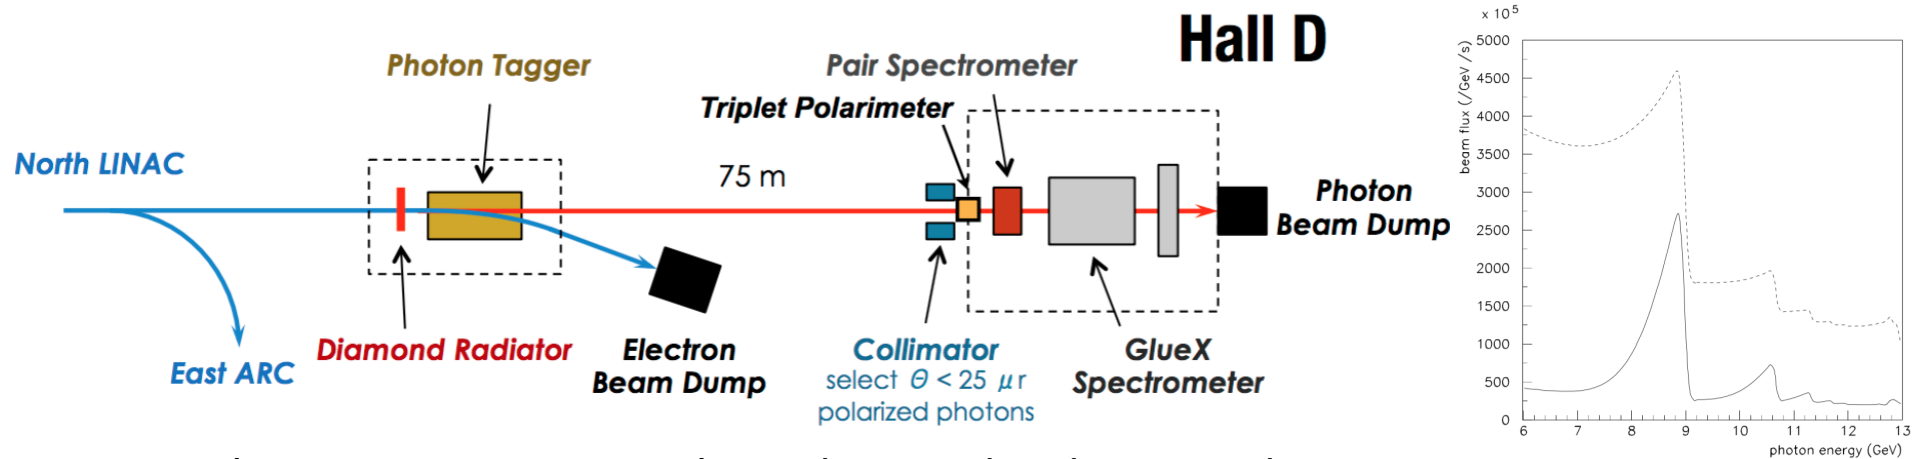 Hall D
Photon Tagger
Pair Spectrometer
Triplet Polarimeter
North LINAC
75 m
Photon
Beam Dump
East ARC
Diamond Radiator
Electron
Beam Dump
Collimator
select Θ < 25 μr
polarized photons
GlueX
Spectrometer
x 10⁵
beam flux (/GeV /s)
5000
4500
4000
3500
3000
2500
2000
1500
1000
500
0
6 7 8 9 10 11 12 13
photon energy (GeV)